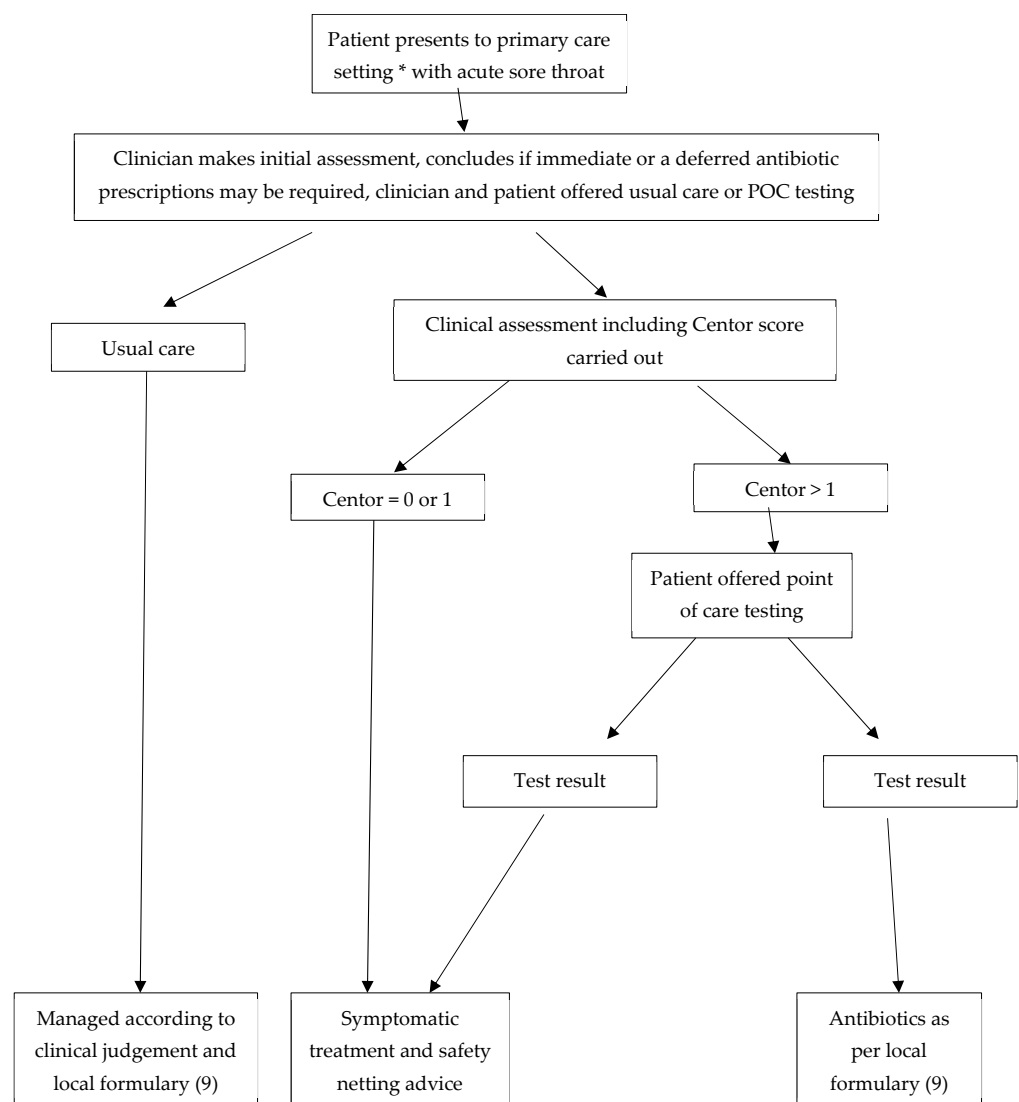 Patient presents to primary care
setting * with acute sore throat
Clinician makes initial assessment, concludes if immediate or a deferred antibiotic
prescriptions may be required, clinician and patient offered usual care or POC testing
Usual care
Clinical assessment including Centor score
carried out
Centor = 0 or 1
Centor > 1
Patient offered point
of care testing
Test result
Test result
Managed according to
clinical judgement and
local formulary (9)
Symptomatic
treatment and safety
netting advice
Antibiotics as
per local
formulary (9)